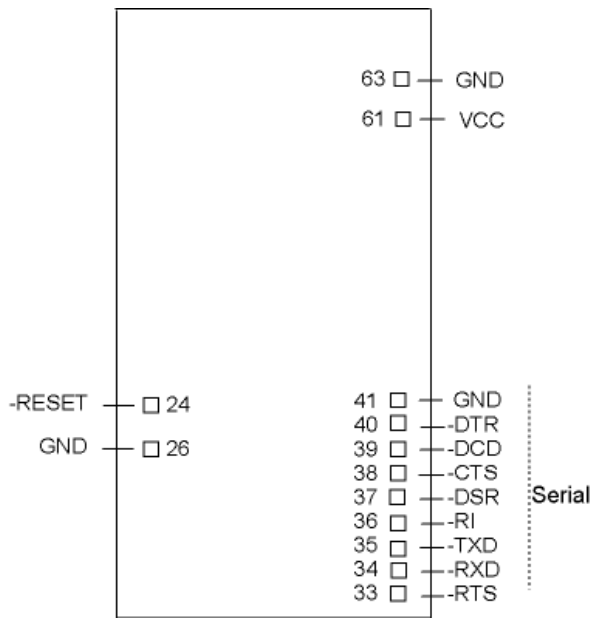 63 GND
61 VCC
-RESET 24
GND 26
41 GND
40 -DTR
39 -DCD
38 -CTS
37 -DSR
36 -RI
35 -TXD
34 -RXD
33 -RTS
Serial